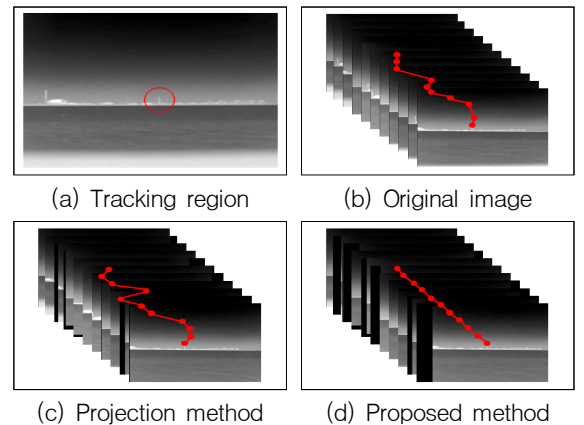 (a) Tracking region
(b) Original image
(c) Projection method
(d) Proposed method